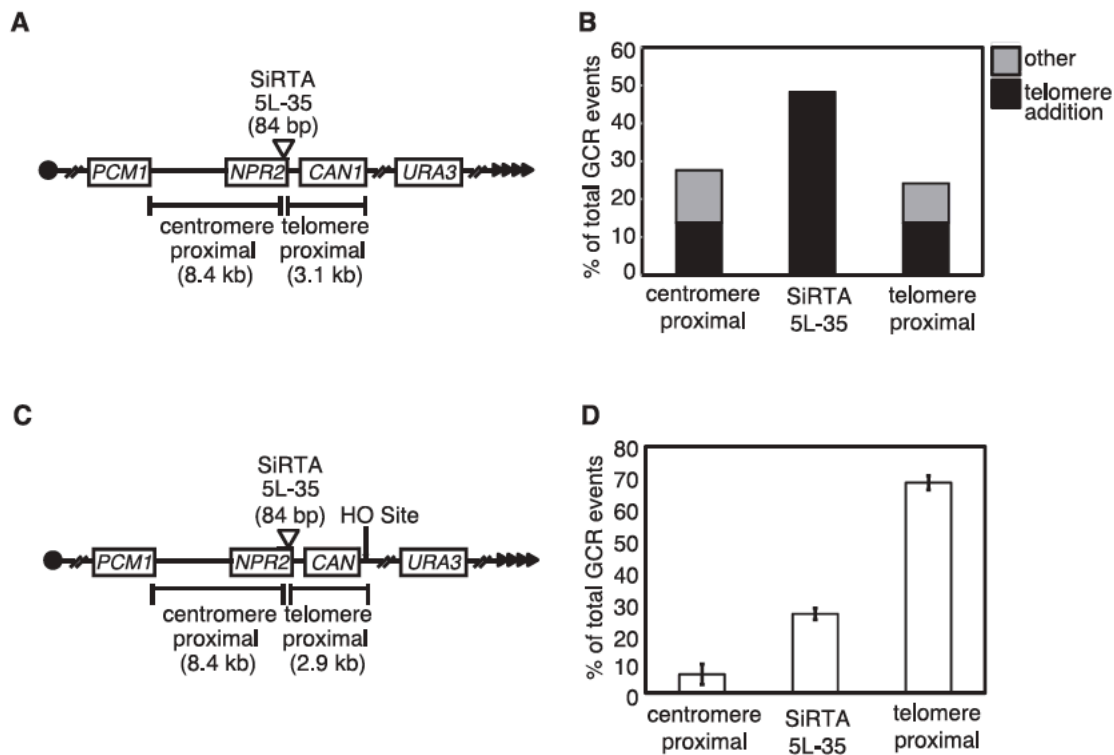 A
SiRTA
5L-35
(84 bp)
PCM1
NPR2
CAN1
URA3
centromere
proximal
(8.4 kb)
telomere
proximal
(3.1 kb)
B
% of total GCR events
60
50
40
30
20
10
0
centromere
proximal
SiRTA
5L-35
telomere
proximal
other
telomere
addition
C
SiRTA
5L-35
(84 bp)
HO Site
PCM1
NPR2
CAN
URA3
centromere
proximal
(8.4 kb)
telomere
proximal
(2.9 kb)
D
% of total GCR events
80
70
60
50
40
30
20
10
0
centromere
proximal
SiRTA
5L-35
telomere
proximal